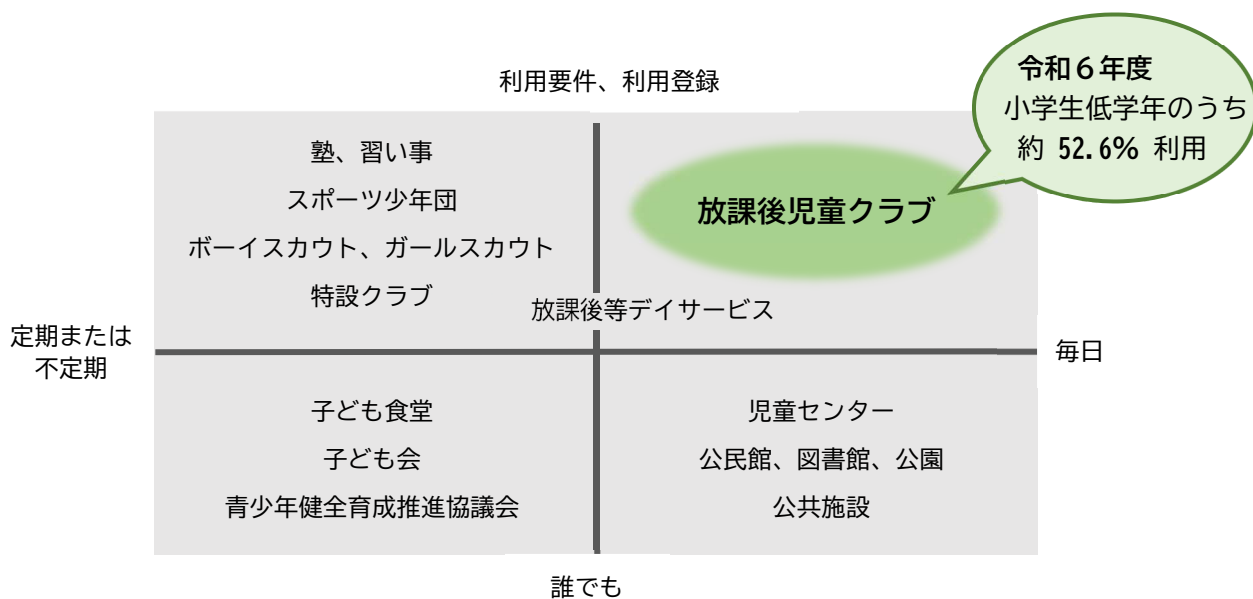 令和６年度
小学生低学年のうち
約 52.6% 利用
利用要件、利用登録
塾、習い事
スポーツ少年団
ボーイスカウト、ガールスカウト
特設クラブ
放課後児童クラブ
放課後等デイサービス
定期または
不定期
毎日
子ども食堂
子ども会
青少年健全育成推進協議会
児童センター
公民館、図書館、公園
公共施設
誰でも